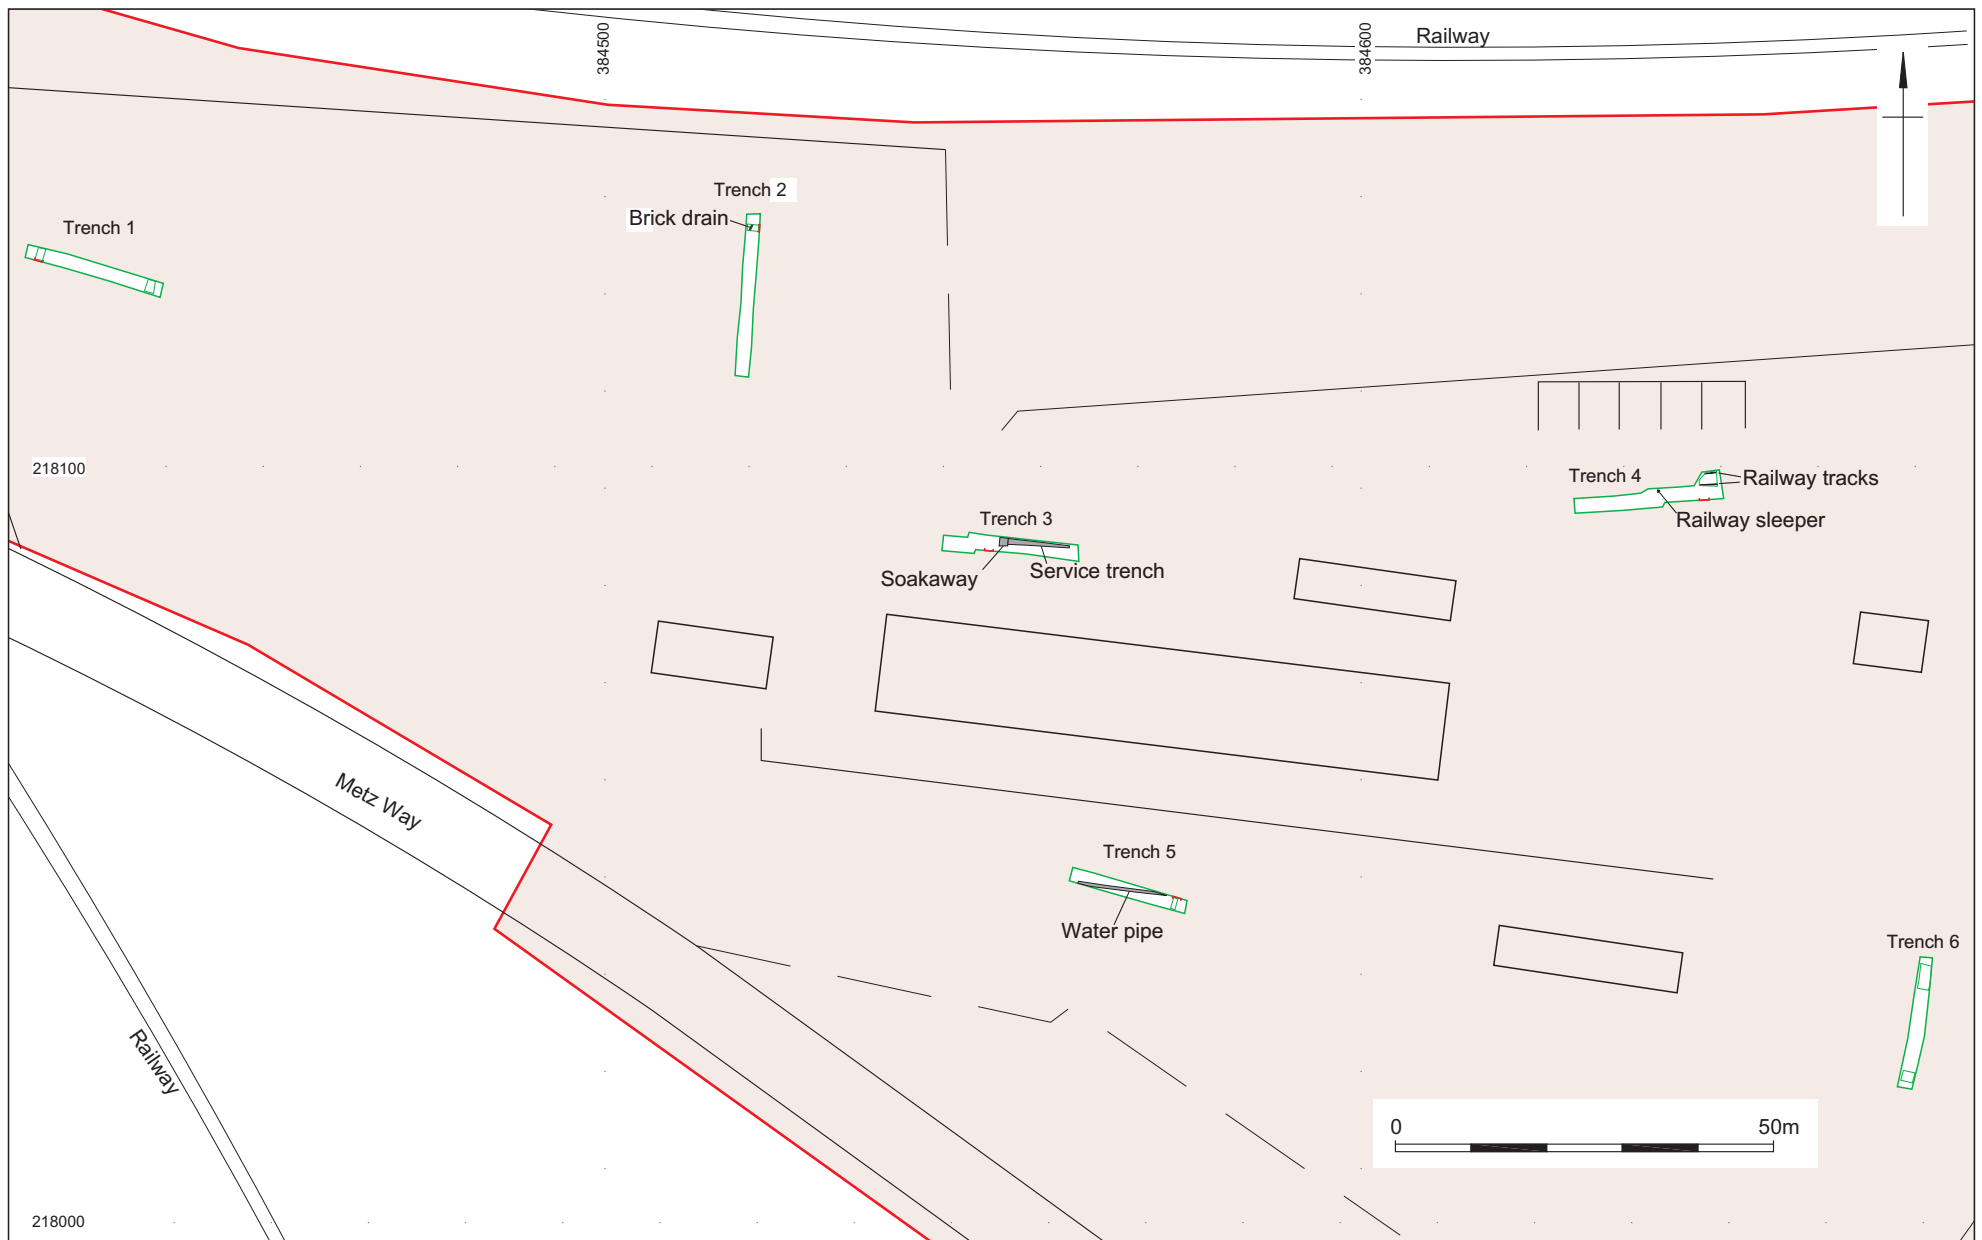 384500
384600
Railway
Trench 2
Brick drain
Trench 1
218100
Trench 4
Railway tracks
Railway sleeper
Trench 3
Soakaway
Service trench
Metz Way
Trench 5
Water pipe
Trench 6
Railway
0 50m
218000